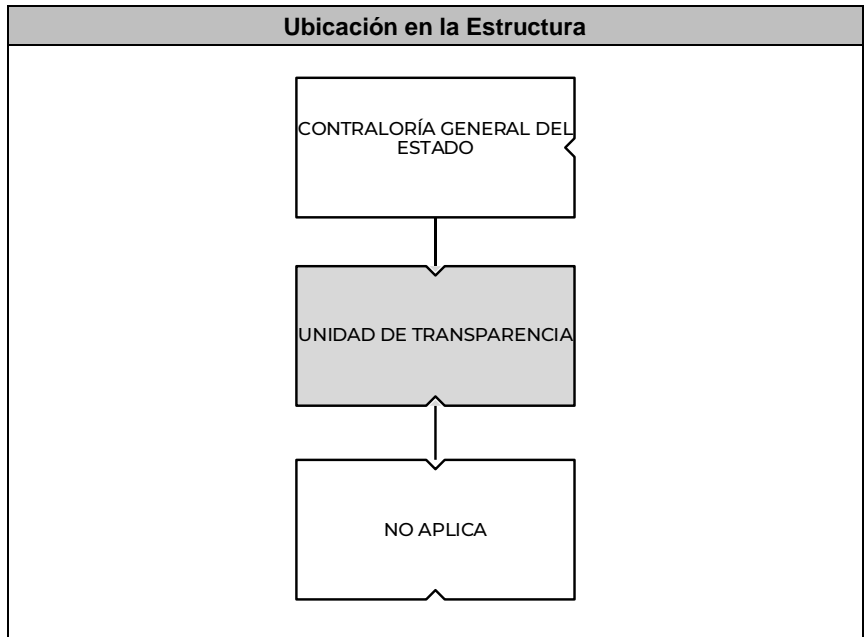 Ubicación en la Estructura
CONTRALORÍA GENERAL DEL
ESTADO
UNIDAD DE TRANSPARENCIA
NO APLICA